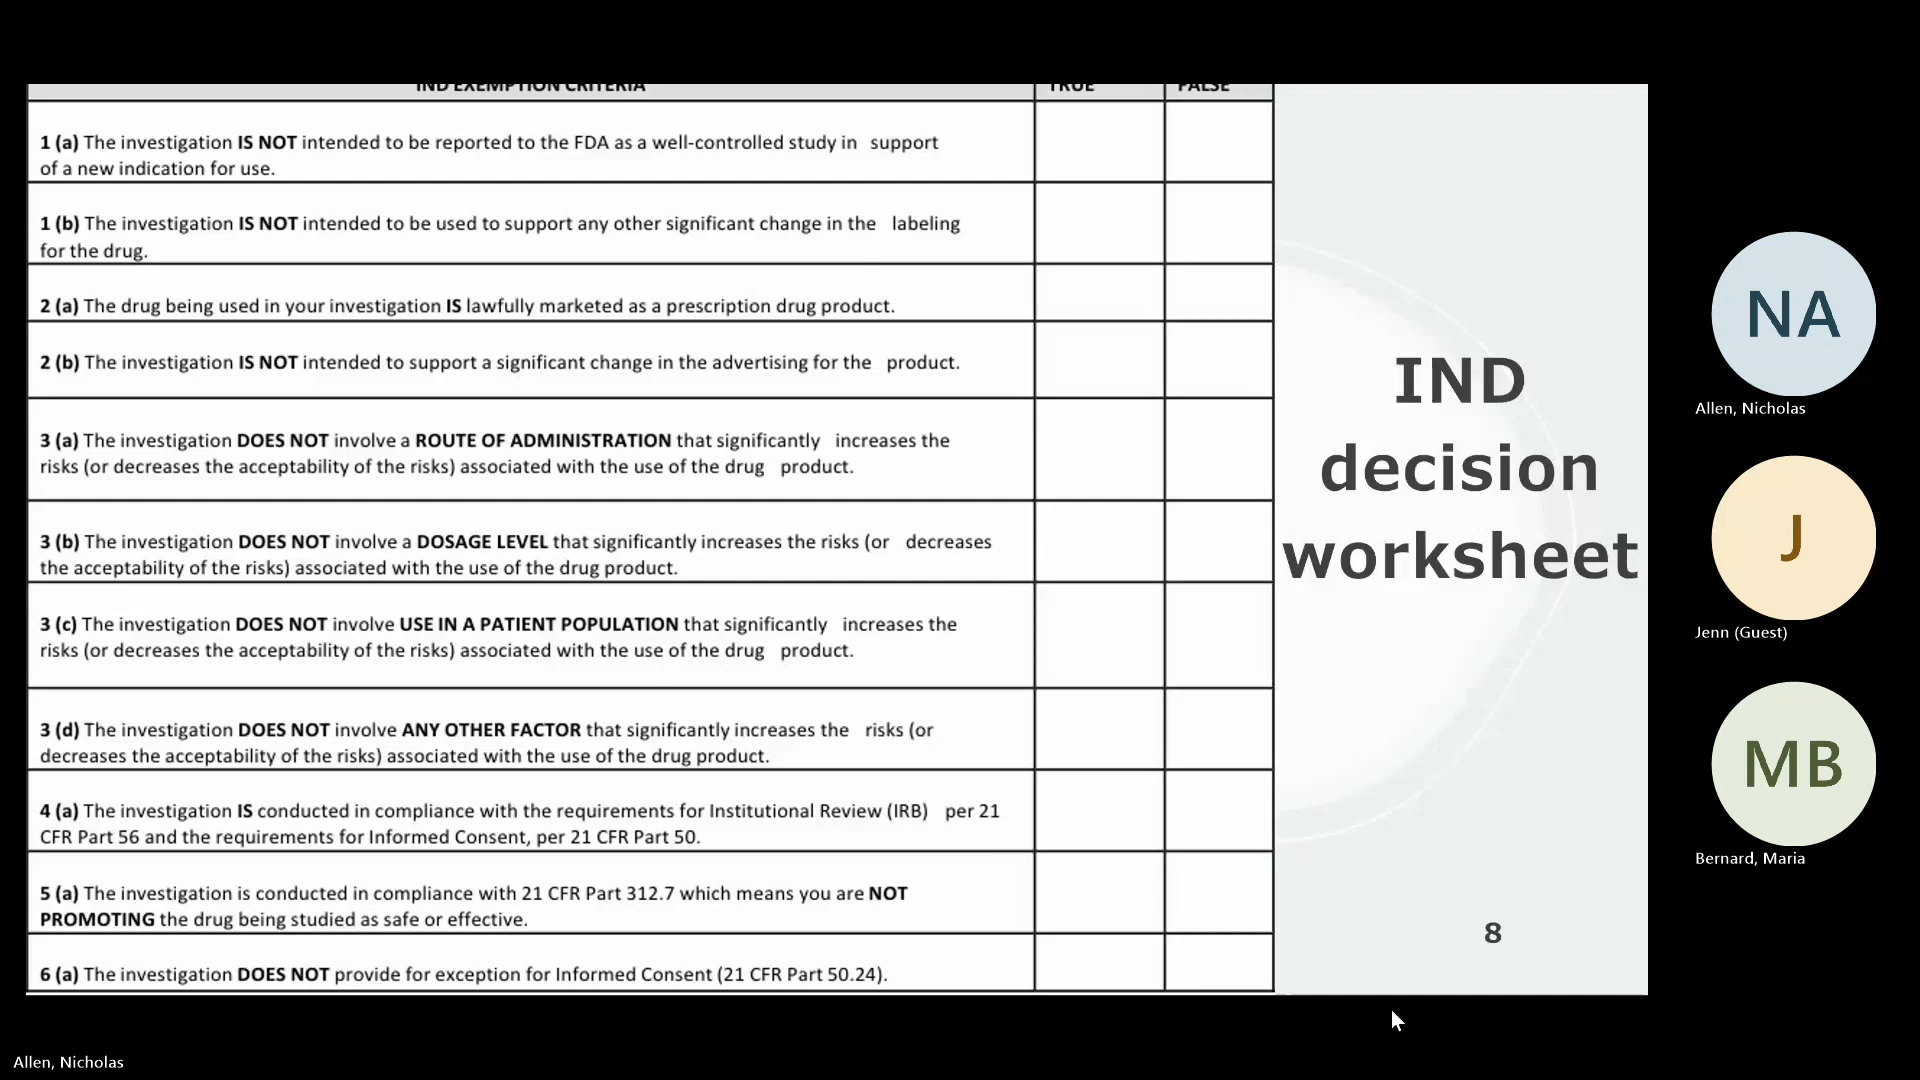 IND EXEMPTION CRITERIA TRUE FALSE
1 (a) The investigation IS NOT intended to be reported to the FDA as a well-controlled study in support
of a new indication for use.
1 (b) The investigation IS NOT intended to be used to support any other significant change in the labeling
for the drug.
2 (a) The drug being used in your investigation IS lawfully marketed as a prescription drug product.
2 (b) The investigation IS NOT intended to support a significant change in the advertising for the product.
3 (a) The investigation DOES NOT involve a ROUTE OF ADMINISTRATION that significantly increases the
risks (or decreases the acceptability of the risks) associated with the use of the drug product.
3 (b) The investigation DOES NOT involve a DOSAGE LEVEL that significantly increases the risks (or decreases
the acceptability of the risks) associated with the use of the drug product.
3 (c) The investigation DOES NOT involve USE IN A PATIENT POPULATION that significantly increases the
risks (or decreases the acceptability of the risks) associated with the use of the drug product.
3 (d) The investigation DOES NOT involve ANY OTHER FACTOR that significantly increases the risks (or
decreases the acceptability of the risks) associated with the use of the drug product.
4 (a) The investigation IS conducted in compliance with the requirements for Institutional Review (IRB) per 21
CFR Part 56 and the requirements for Informed Consent, per 21 CFR Part 50.
5 (a) The investigation is conducted in compliance with 21 CFR Part 312.7 which means you are NOT
PROMOTING the drug being studied as safe or effective.
6 (a) The investigation DOES NOT provide for exception for Informed Consent (21 CFR Part 50.24).
IND
decision
worksheet
8
NA
Allen, Nicholas
J
Jenn (Guest)
MB
Bernard, Maria
Allen, Nicholas